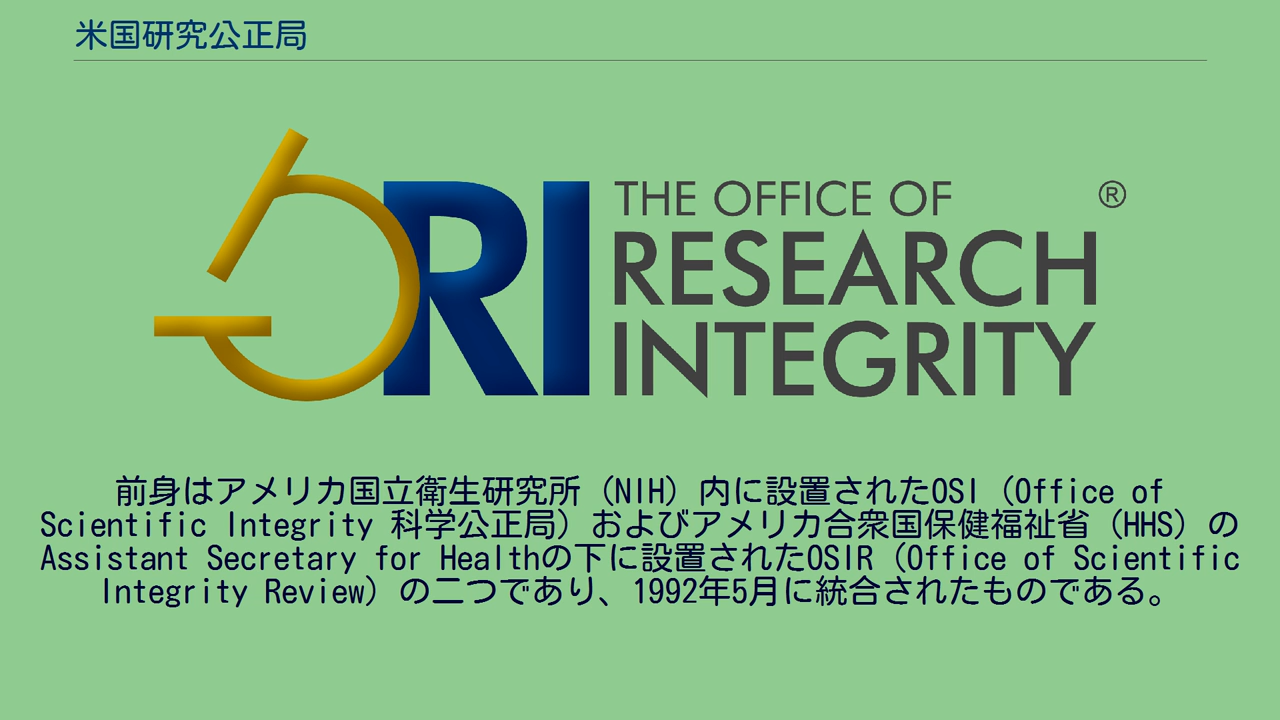 米国研究公正局
ORI
THE OFFICE OF ®
RESEARCH
INTEGRITY
前身はアメリカ国立衛生研究所（NIH）内に設置されたOSI（Office of
Scientific Integrity 科学公正局）およびアメリカ合衆国保健福祉省（HHS）の
Assistant Secretary for Healthの下に設置されたOSIR（Office of Scientific
Integrity Review）の二つであり、1992年5月に統合されたものである。